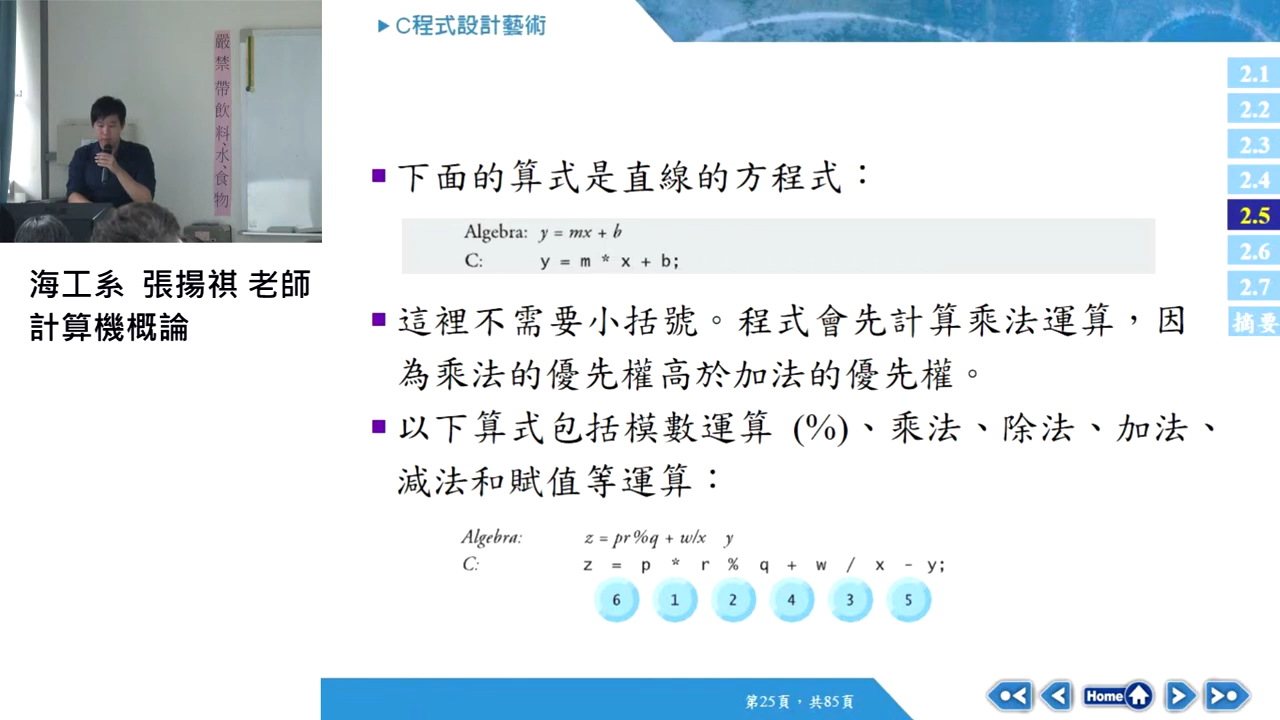 嚴禁帶飲料、水、食物
海工系 張揚祺 老師
計算機概論
C程式設計藝術
下面的算式是直線的方程式：
Algebra: y = mx + b
C: y = m * x + b;
這裡不需要小括號。程式會先計算乘法運算，因
為乘法的優先權高於加法的優先權。
以下算式包括模數運算 (%)、乘法、除法、加法、
減法和賦值等運算：
Algebra: z = pr%q + w/x y
C: z = p * r % q + w / x - y;
6 1 2 4 3 5
2.1
2.2
2.3
2.4
2.5
2.6
2.7
摘要
第25頁，共85頁
Home